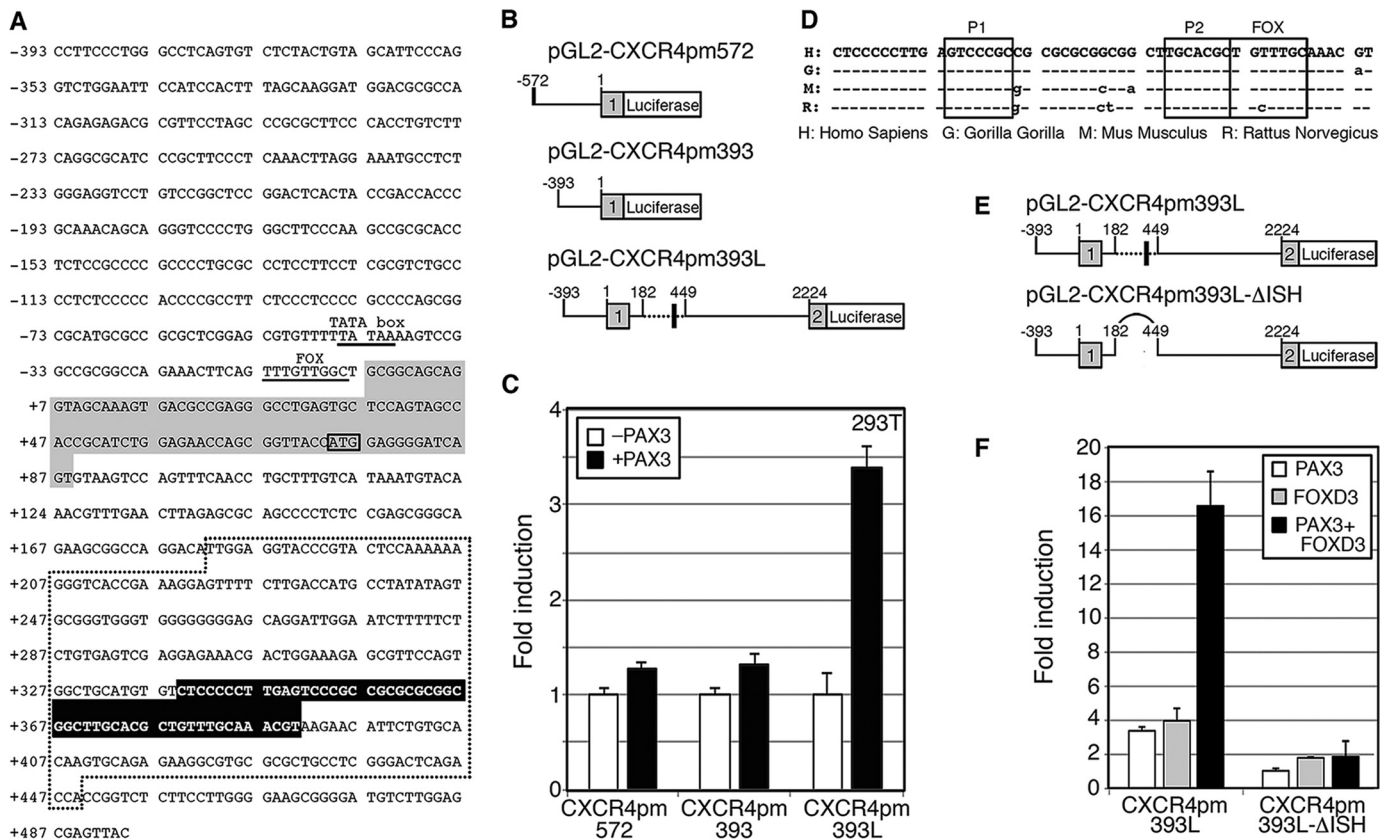 A
−393 CCTTCCCTGG GCCTCAGTGT CTCTACTGTA GCATTCCCAG
−353 GTCTGGAATT CCATCCACTT TAGCAAGGAT GGACGCGCCA
−313 CAGAGAGACG CGTTCCTAGC CCGCGCTTCC CACCTGTCTT
−273 CAGGCGCATC CCGCTTCCCT CAAACTTAGG AAATGCCTCT
−233 GGGAGGTCCT GTCCGGCTCC GGACTCACTA CCGACCACCC
−193 GCAAACAGCA GGGTCCCCTG GGCTTCCCAA GCCGCGCACC
−153 TCTCCGCCCC GCCCCTGCGC CCTCCTTCCT CGCGTCTGCC
−113 CCTCTCCCCC ACCCCGCCTT CTCCCTCCCC GCCCCAGCGG
TATA box
−73 CGCATGCGCC GCGCTCGGAG CGTGTTTTTA TAAAAGTCCG
FOX
−33 GCCGCGGCCA GAAACTTCAG TTTGTTGGCT GCGGCAGCAG
+7 GTAGCAAAGT GACGCCGAGG GCCTGAGTGC TCCAGTAGCC
+47 ACCGCATCTG GAGAACCAGC GGTTACCATG GAGGGGATCA
+87 GTGTAAGTCC AGTTTCAACC TGCTTTGTCA TAAATGTACA
+124 AACGTTTGAA CTTAGAGCGC AGCCCCTCTC CGAGCGGGCA
+167 GAAGCGGCCA GGACATTGGA GGTACCCGTA CTCCAAAAAA
+207 GGGTCACCGA AAGGAGTTTT CTTGACCATG CCTATATAGT
+247 GCGGGTGGGT GGGGGGGGAG CAGGATTGGA ATCTTTTTCT
+287 CTGTGAGTCG AGGAGAAACG ACTGGAAAGA GCGTTCCAGT
+327 GGCTGCATGT GTCTCCCCCT TGAGTCCCGC CGCGCGCGGC
+367 GGCTTGCACG CTGTTTGCAA ACGTAAGAAC ATTCTGTGCA
+407 CAAGTGCAGA GAAGGCGTGC GCGCTGCCTC GGGACTCAGA
+447 CCACCGGTCT CTTCCTTGGG GAAGCGGGGA TGTCTTGGAG
+487 CGAGTTAC
B
pGL2-CXCR4pm572
-572 1
1 Luciferase
pGL2-CXCR4pm393
-393 1
1 Luciferase
pGL2-CXCR4pm393L
-393 1 182 449 2224
1 2 Luciferase
C
−PAX3
+PAX3
293T
Fold induction
4
3
2
1
0
CXCR4pm 572
CXCR4pm 393
CXCR4pm 393L
D
P1 P2 FOX
H: CTCCCCCTTG AGTCCCGCCG CGCGCGGCGG CTTGCACGCT GTTTGCAAAC GT
G: ---------- ---------- ---------- ---------- ---------- a-
M: ---------- ---------g ------c--a ---------- ---------- --
R: ---------- ---------g ------ct-- ---------- --c------- --
H: Homo Sapiens G: Gorilla Gorilla M: Mus Musculus R: Rattus Norvegicus
E
pGL2-CXCR4pm393L
-393 1 182 449 2224
1 2 Luciferase
pGL2-CXCR4pm393L-ΔISH
-393 1 182 449 2224
1 2 Luciferase
F
PAX3
FOXD3
PAX3+
FOXD3
Fold induction
20
18
16
14
12
10
8
6
4
2
0
CXCR4pm 393L
CXCR4pm 393L-ΔISH